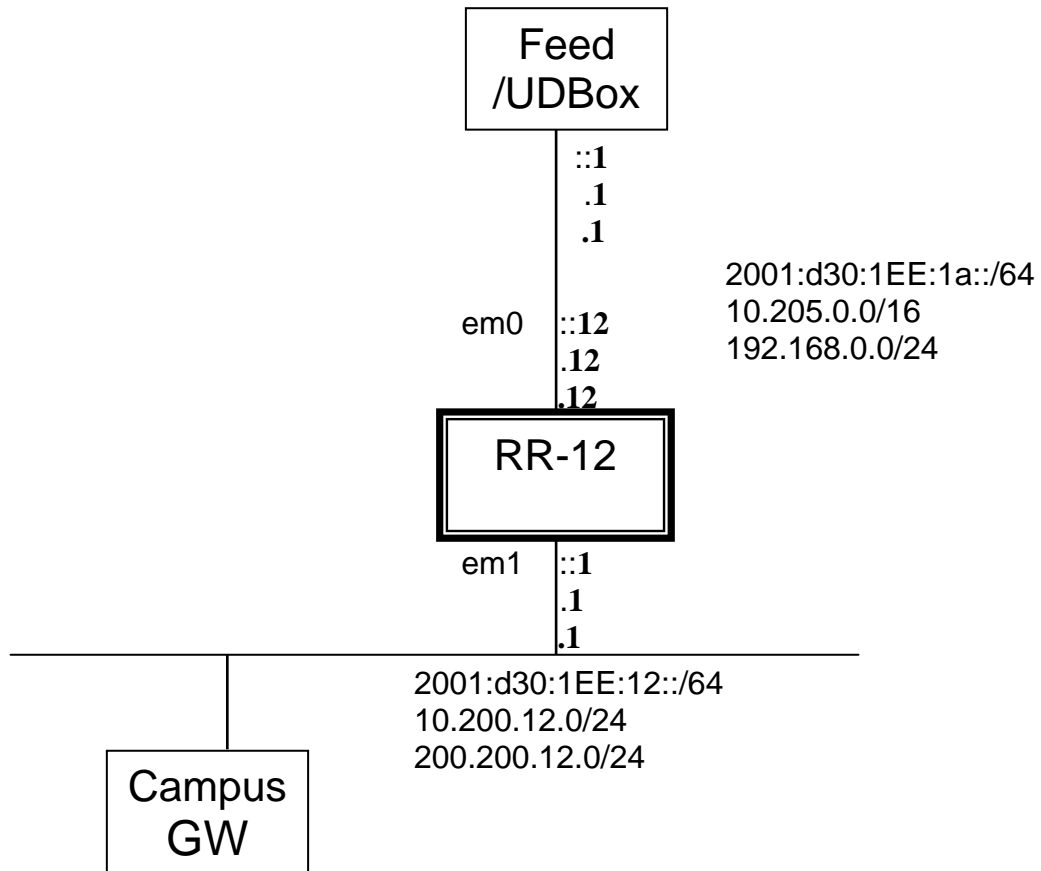 Feed
/UDBox
::1
.1
.1
2001:d30:1EE:1a::/64
10.205.0.0/16
192.168.0.0/24
em0
::12
.12
.12
RR-12
em1
::1
.1
.1
2001:d30:1EE:12::/64
10.200.12.0/24
200.200.12.0/24
Campus
GW